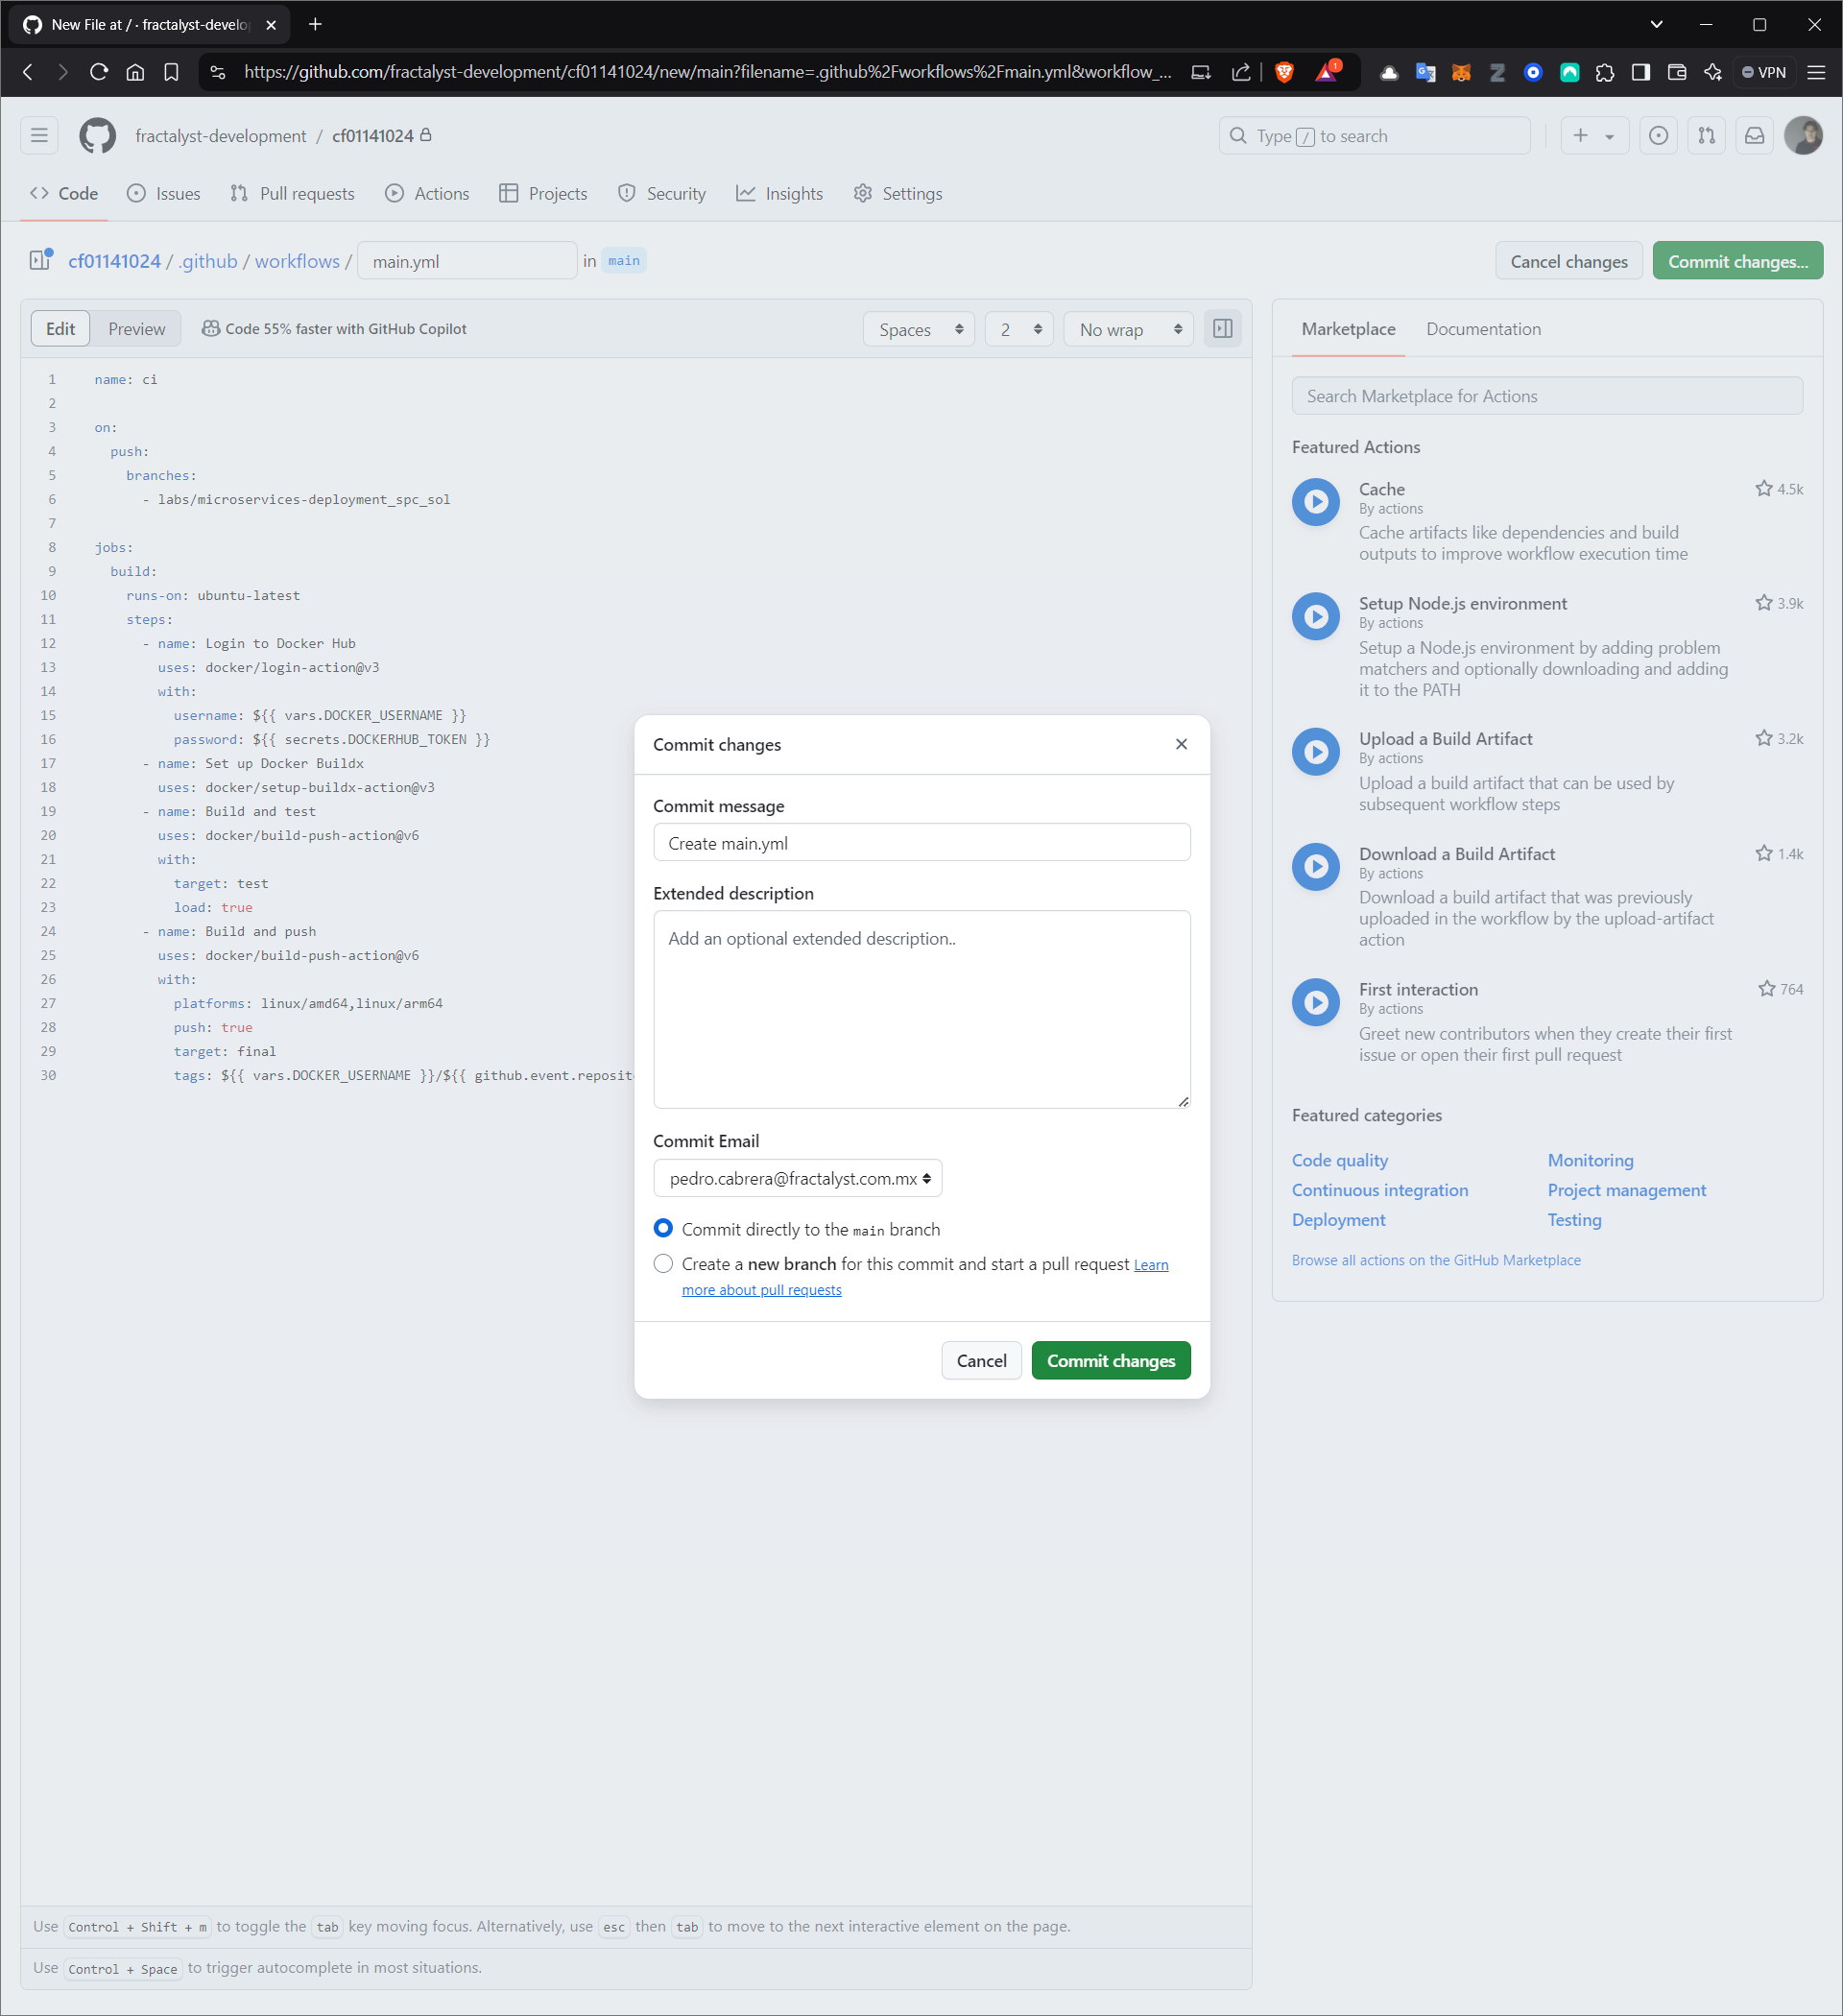 New File at / · fractalyst-develo
https://github.com/fractalyst-development/cf01141024/new/main?filename=.github%2Fworkflows%2Fmain.yml&workflow_...
1
VPN
fractalyst-development / cf01141024
Type / to search
Code
Issues
Pull requests
Actions
Projects
Security
Insights
Settings
cf01141024 / .github / workflows / main.yml in main
Cancel changes
Commit changes...
Edit
Preview
Code 55% faster with GitHub Copilot
Spaces
2
No wrap
1 name: ci
2
3 on:
4 push:
5 branches:
6 - labs/microservices-deployment_spc_sol
7
8 jobs:
9 build:
10 runs-on: ubuntu-latest
11 steps:
12 - name: Login to Docker Hub
13 uses: docker/login-action@v3
14 with:
15 username: ${{ vars.DOCKER_USERNAME }}
16 password: ${{ secrets.DOCKERHUB_TOKEN }}
17 - name: Set up Docker Buildx
18 uses: docker/setup-buildx-action@v3
19 - name: Build and test
20 uses: docker/build-push-action@v6
21 with:
22 target: test
23 load: true
24 - name: Build and push
25 uses: docker/build-push-action@v6
26 with:
27 platforms: linux/amd64,linux/arm64
28 push: true
29 target: final
30 tags: ${{ vars.DOCKER_USERNAME }}/${{ github.event.reposit
Commit changes
Commit message
Create main.yml
Extended description
Add an optional extended description..
Commit Email
pedro.cabrera@fractalyst.com.mx
Commit directly to the main branch
Create a new branch for this commit and start a pull request Learn
more about pull requests
Cancel
Commit changes
Marketplace
Documentation
Search Marketplace for Actions
Featured Actions
Cache
4.5k
By actions
Cache artifacts like dependencies and build
outputs to improve workflow execution time
Setup Node.js environment
3.9k
By actions
Setup a Node.js environment by adding problem
matchers and optionally downloading and adding
it to the PATH
Upload a Build Artifact
3.2k
By actions
Upload a build artifact that can be used by
subsequent workflow steps
Download a Build Artifact
1.4k
By actions
Download a build artifact that was previously
uploaded in the workflow by the upload-artifact
action
First interaction
764
By actions
Greet new contributors when they create their first
issue or open their first pull request
Featured categories
Code quality
Monitoring
Continuous integration
Project management
Deployment
Testing
Browse all actions on the GitHub Marketplace
Use Control + Shift + m to toggle the tab key moving focus. Alternatively, use esc then tab to move to the next interactive element on the page.
Use Control + Space to trigger autocomplete in most situations.